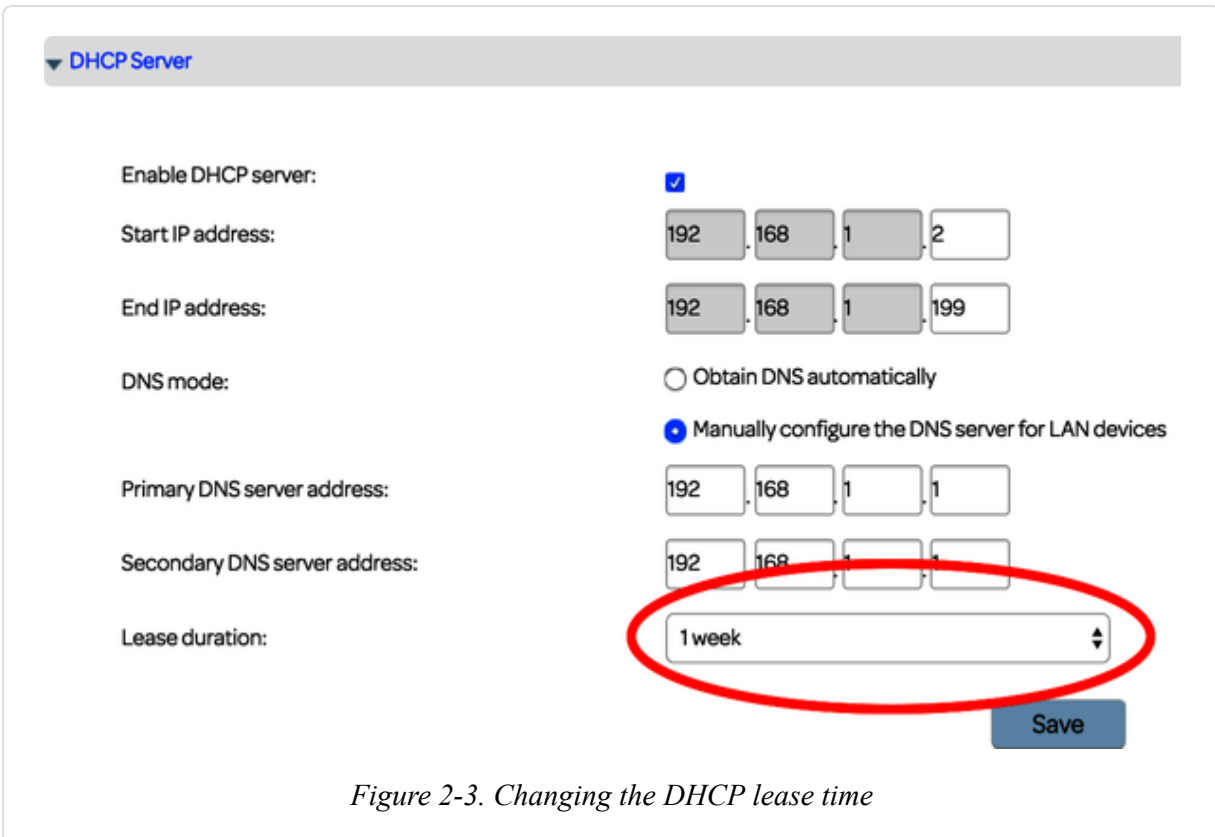 DHCP Server
Enable DHCP server:
Start IP address: 192 . 168 . 1 . 2
End IP address: 192 . 168 . 1 . 199
DNS mode: Obtain DNS automatically
Manually configure the DNS server for LAN devices
Primary DNS server address: 192 . 168 . 1 . 1
Secondary DNS server address: 192 . 168 . 1 . 1
Lease duration: 1 week
Save
Figure 2-3. Changing the DHCP lease time